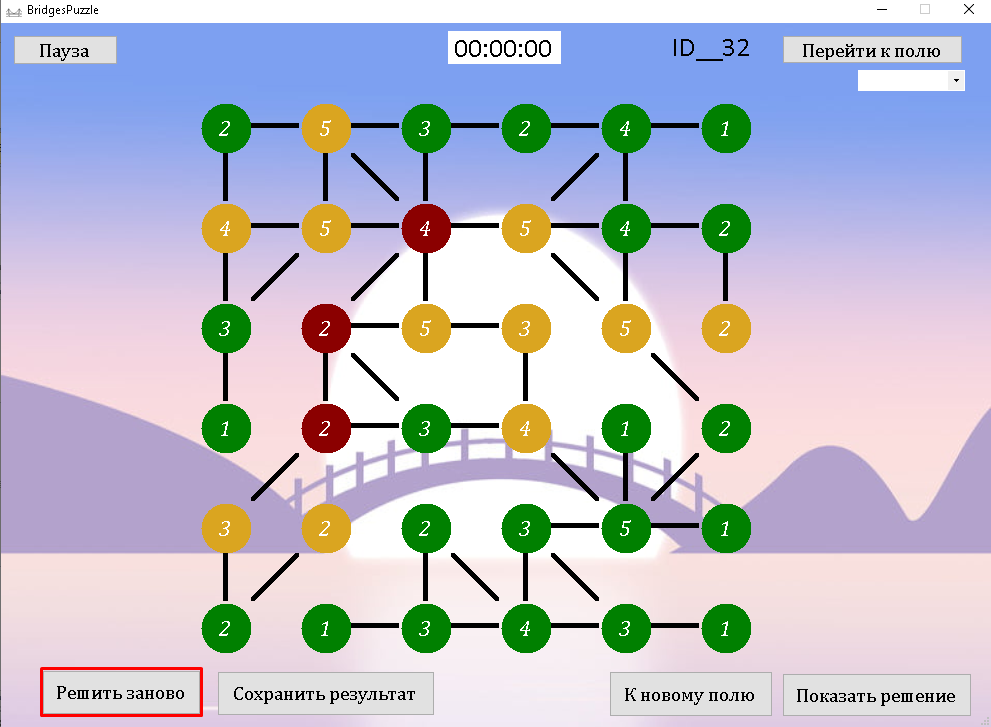 BridgesPuzzle
Пауза 00:00:00 ID__32 Перейти к полю
2 5 3 2 4 1
4 5 4 5 4 2
3 2 5 3 5 2
1 2 3 4 1 2
3 2 2 3 5 1
2 1 3 4 3 1
Решить заново Сохранить результат К новому полю Показать решение